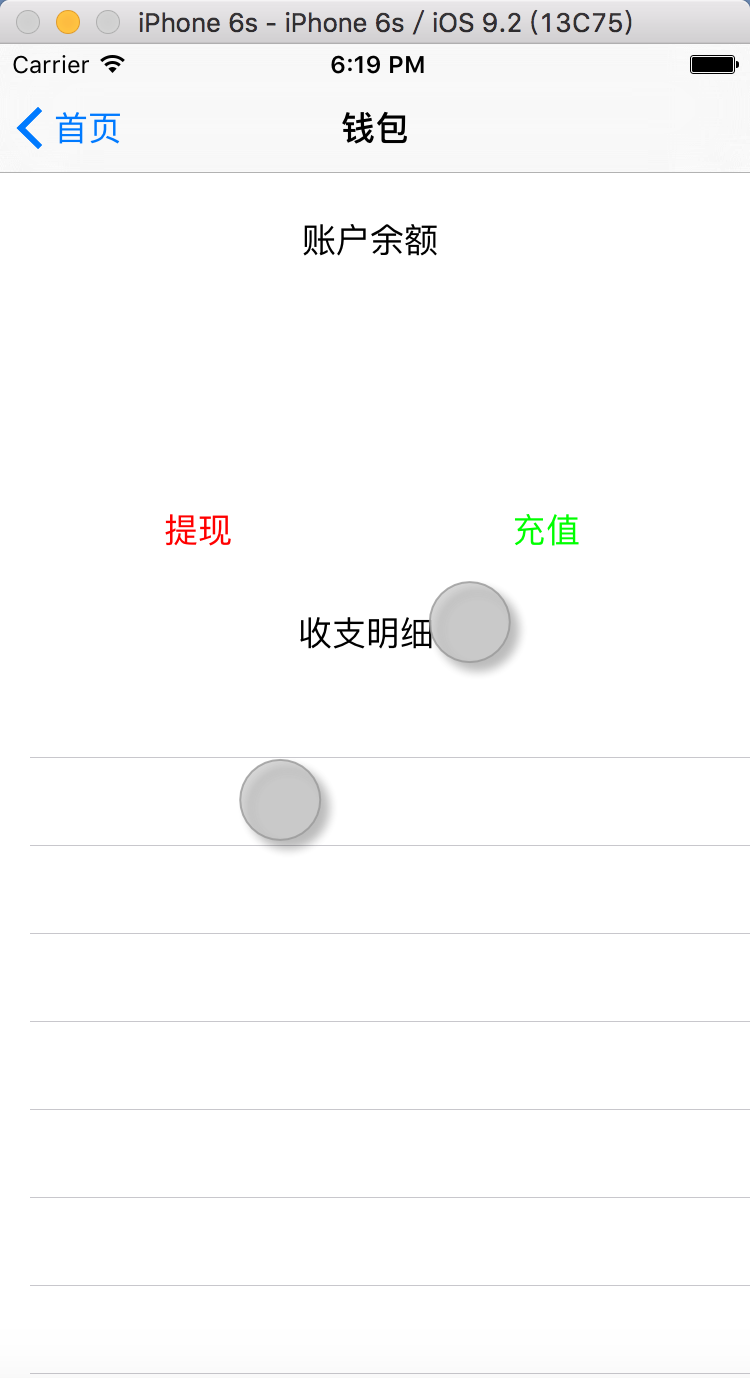 iPhone 6s - iPhone 6s / iOS 9.2 (13C75)
Carrier 6:19 PM
首页 钱包
账户余额
提现 充值
收支明细